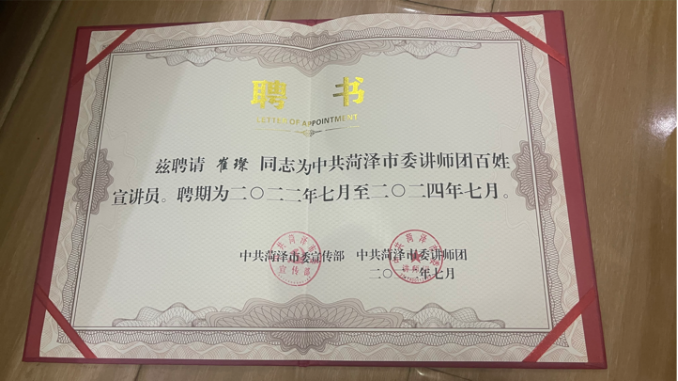 聘 书
LETTER OF APPOINTMENT
兹聘请 崔璨 同志为中共菏泽市委讲师团百姓
宣讲员。聘期为二〇二二年七月至二〇二四年七月。
中共菏泽市委宣传部 中共菏泽市委讲师团
二〇二二年七月
宣传部